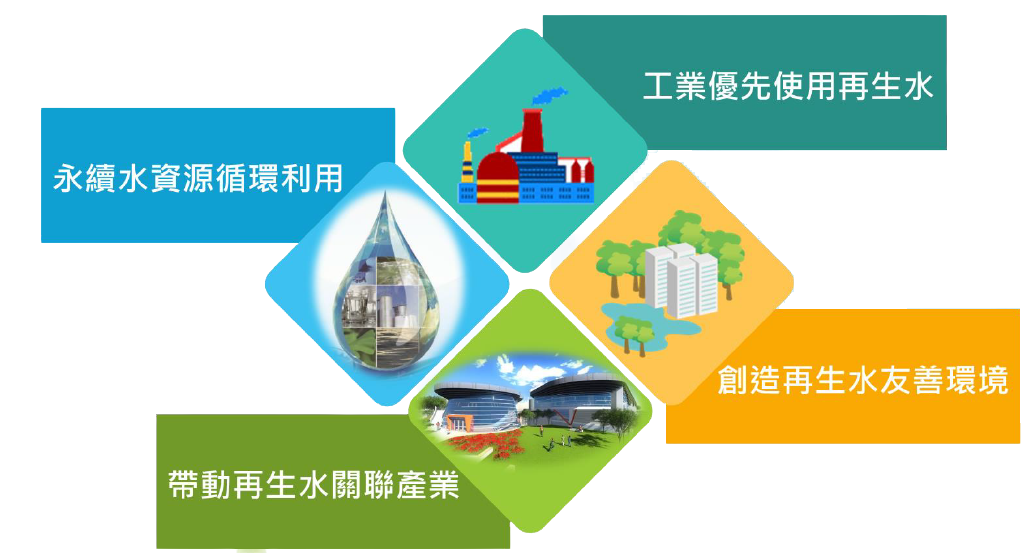 工業優先使用再生水
永續水資源循環利用
創造再生水友善環境
帶動再生水關聯產業